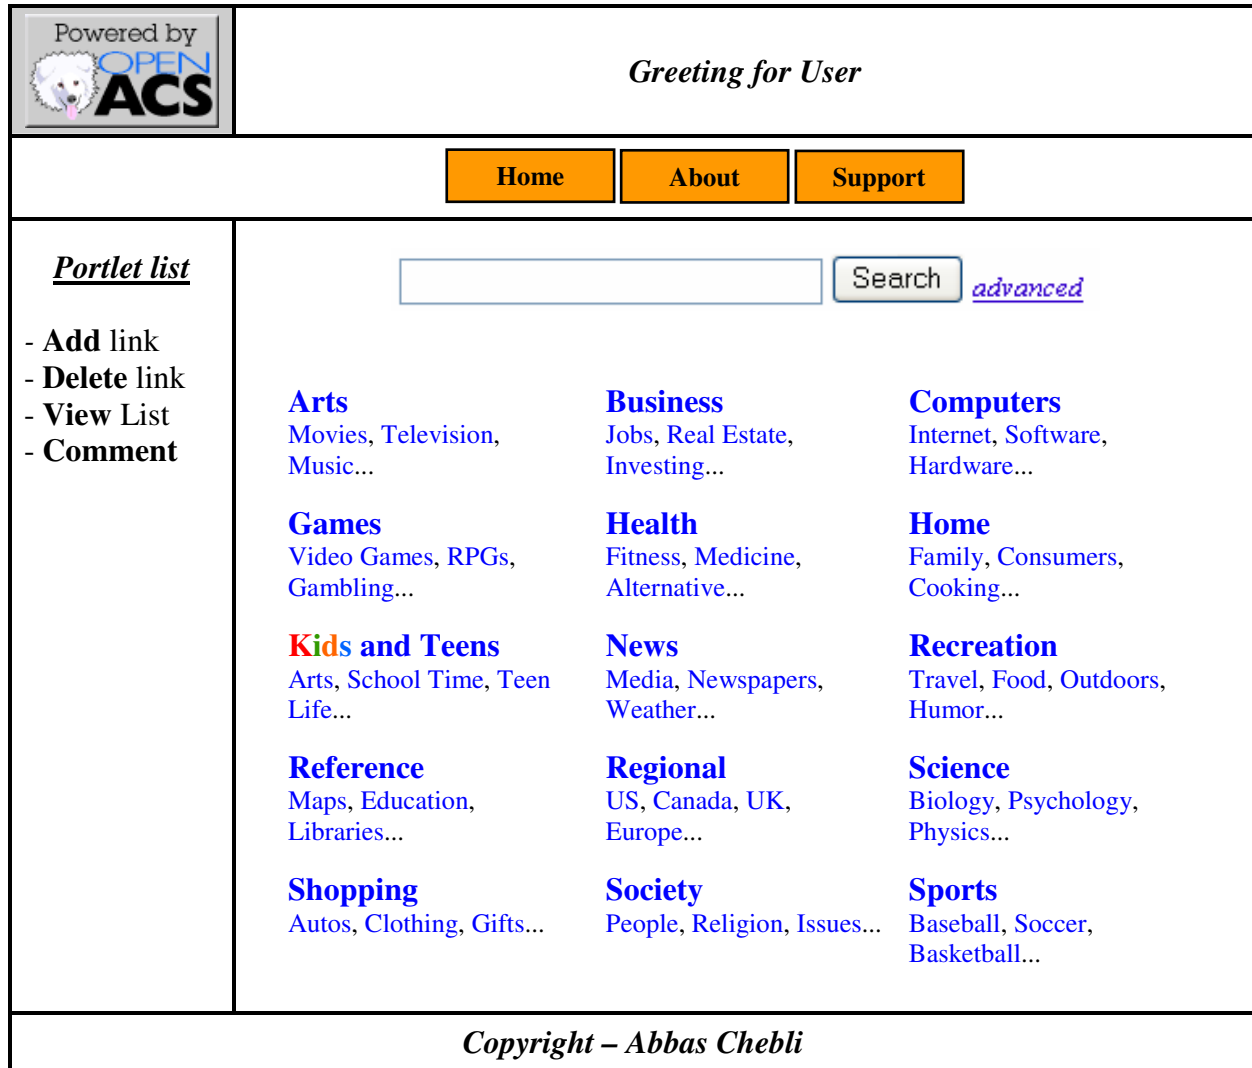 Powered by
OPEN
ACS
Greeting for User
Home
About
Support
Portlet list
- Add link
- Delete link
- View List
- Comment
Search
advanced
Arts
Movies, Television,
Music...
Business
Jobs, Real Estate,
Investing...
Computers
Internet, Software,
Hardware...
Games
Video Games, RPGs,
Gambling...
Health
Fitness, Medicine,
Alternative...
Home
Family, Consumers,
Cooking...
Kids and Teens
Arts, School Time, Teen
Life...
News
Media, Newspapers,
Weather...
Recreation
Travel, Food, Outdoors,
Humor...
Reference
Maps, Education,
Libraries...
Regional
US, Canada, UK,
Europe...
Science
Biology, Psychology,
Physics...
Shopping
Autos, Clothing, Gifts...
Society
People, Religion, Issues...
Sports
Baseball, Soccer,
Basketball...
Copyright – Abbas Chebli